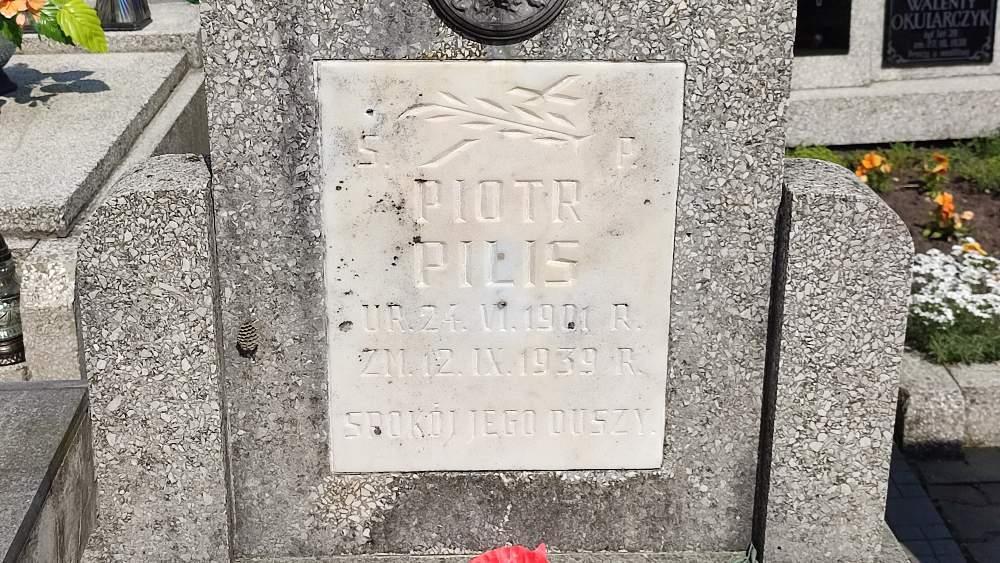 Ś. P.
PIOTR
PILIS
UR. 24. VI. 1901 R.
ZM. 12. IX. 1939 R.
SPOKÓJ JEGO DUSZY.
WALENTY
OKULARCZYK